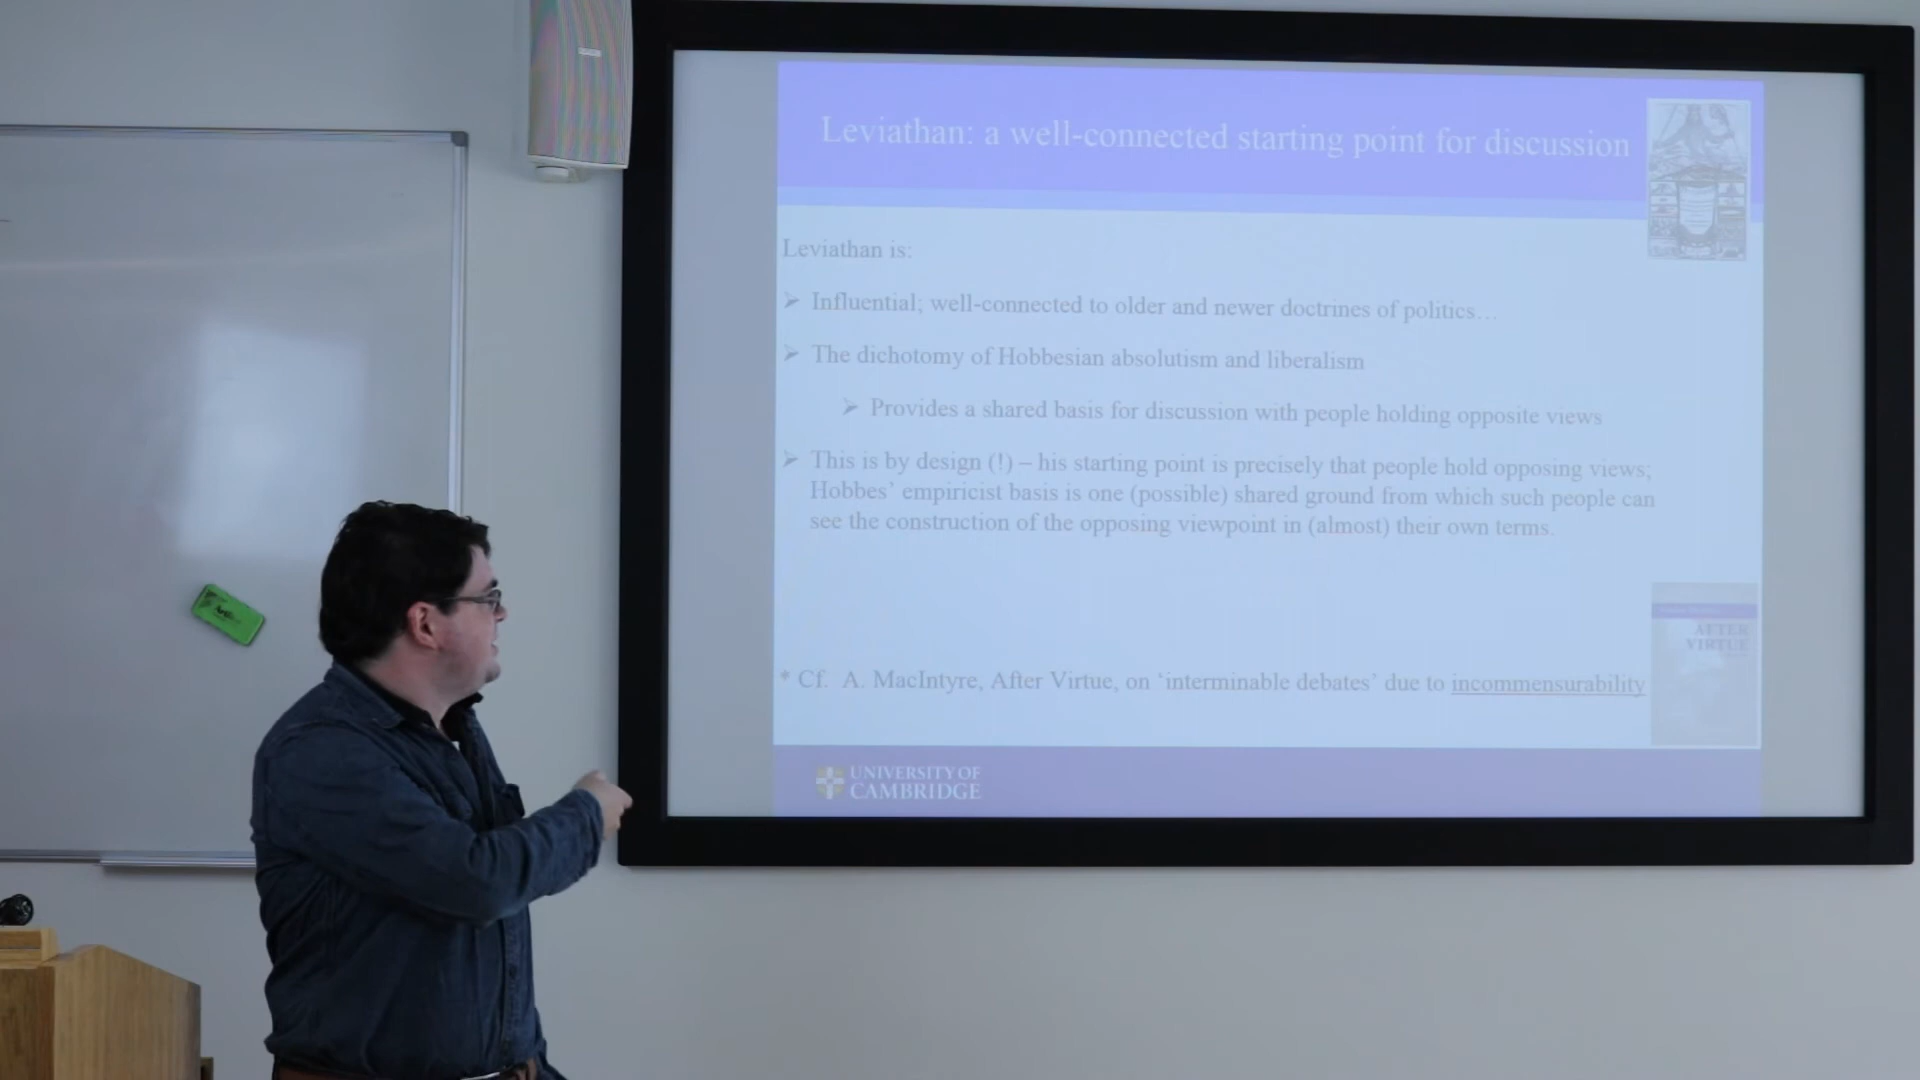 Leviathan: a well-connected starting point for discussion
Leviathan is:
Influential; well-connected to older and newer doctrines of politics…
The dichotomy of Hobbesian absolutism and liberalism
Provides a shared basis for discussion with people holding opposite views
This is by design (!) – his starting point is precisely that people hold opposing views;
Hobbes’ empiricist basis is one (possible) shared ground from which such people can
see the construction of the opposing viewpoint in (almost) their own terms.
AFTER
VIRTUE
* Cf. A. MacIntyre, After Virtue, on ‘interminable debates’ due to incommensurability
UNIVERSITY OF
CAMBRIDGE